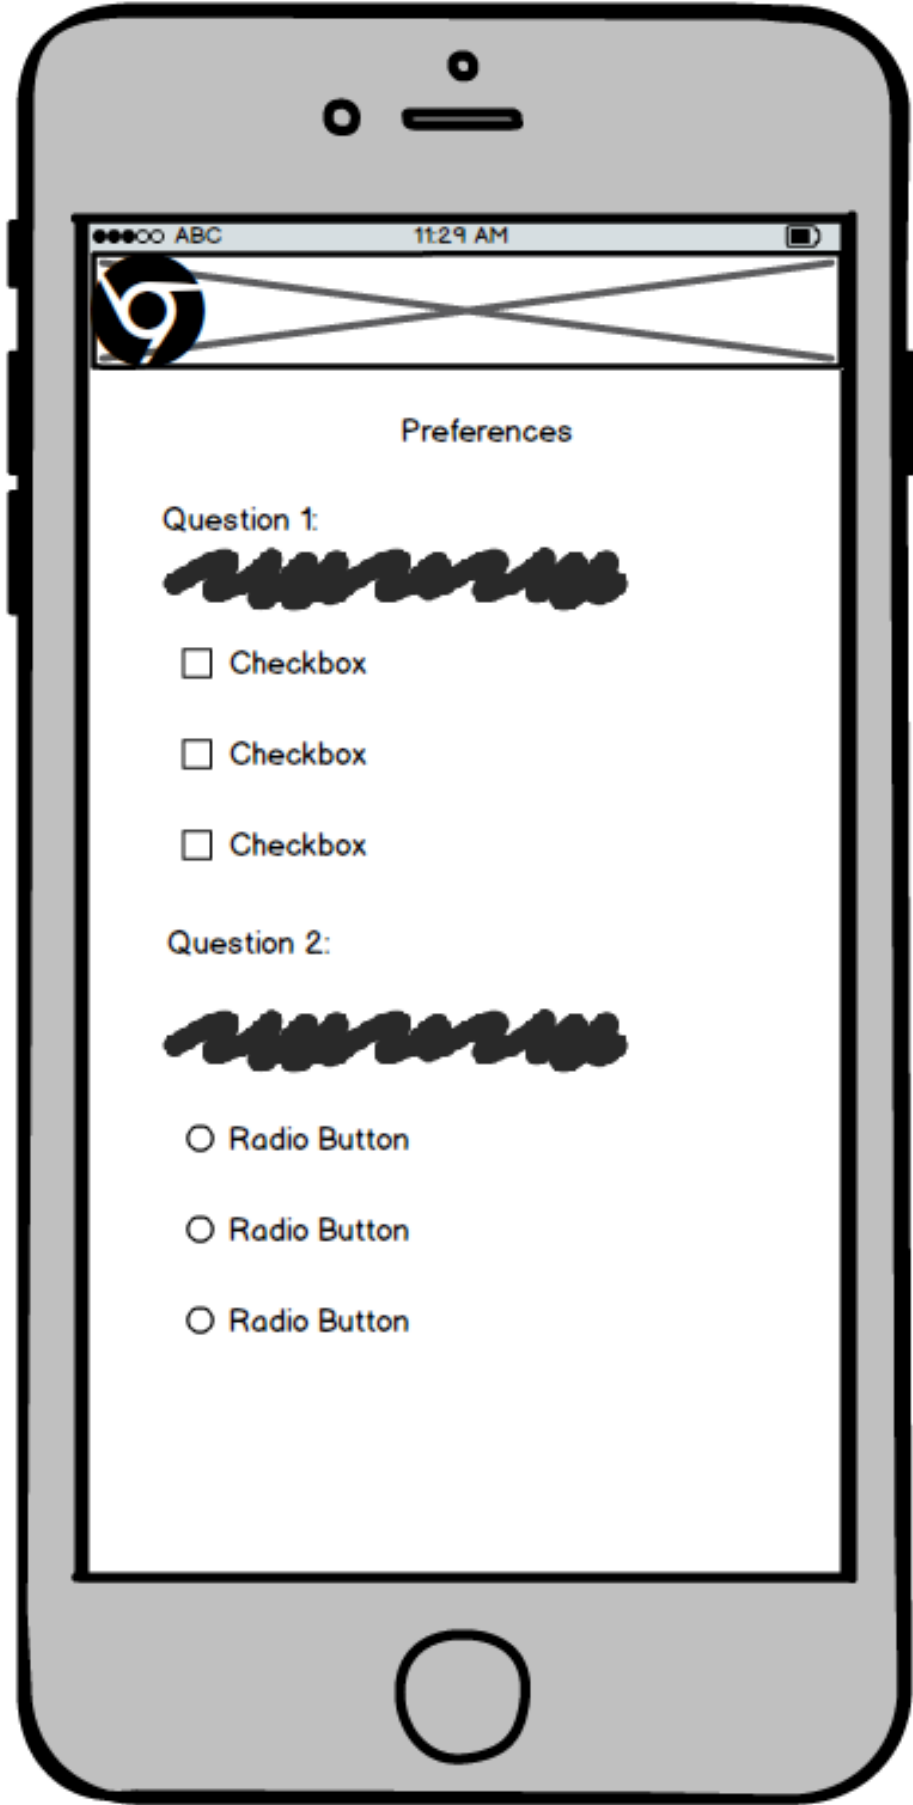 ABC 11:29 AM
Preferences
Question 1:
Checkbox
Checkbox
Checkbox
Question 2:
Radio Button
Radio Button
Radio Button